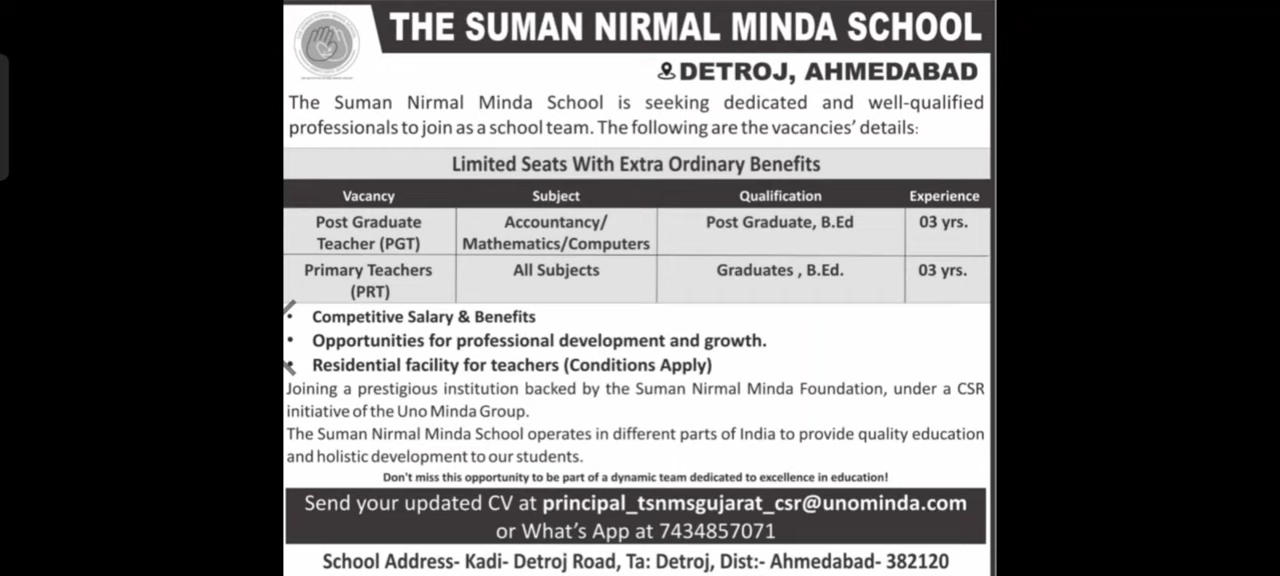 THE SUMAN NIRMAL MINDA SCHOOL
DETROJ, AHMEDABAD
The Suman Nirmal Minda School is seeking dedicated and well-qualified
professionals to join as a school team. The following are the vacancies' details:
Limited Seats With Extra Ordinary Benefits
Vacancy Subject Qualification Experience
Post Graduate Teacher (PGT) Accountancy/ Mathematics/Computers Post Graduate, B.Ed 03 yrs.
Primary Teachers (PRT) All Subjects Graduates , B.Ed. 03 yrs.
• Competitive Salary & Benefits
• Opportunities for professional development and growth.
• Residential facility for teachers (Conditions Apply)
Joining a prestigious institution backed by the Suman Nirmal Minda Foundation, under a CSR
initiative of the Uno Minda Group.
The Suman Nirmal Minda School operates in different parts of India to provide quality education
and holistic development to our students.
Don't miss this opportunity to be part of a dynamic team dedicated to excellence in education!
Send your updated CV at principal_tsnmsgujarat_csr@unominda.com
or What's App at 7434857071
School Address- Kadi- Detroj Road, Ta: Detroj, Dist:- Ahmedabad- 382120